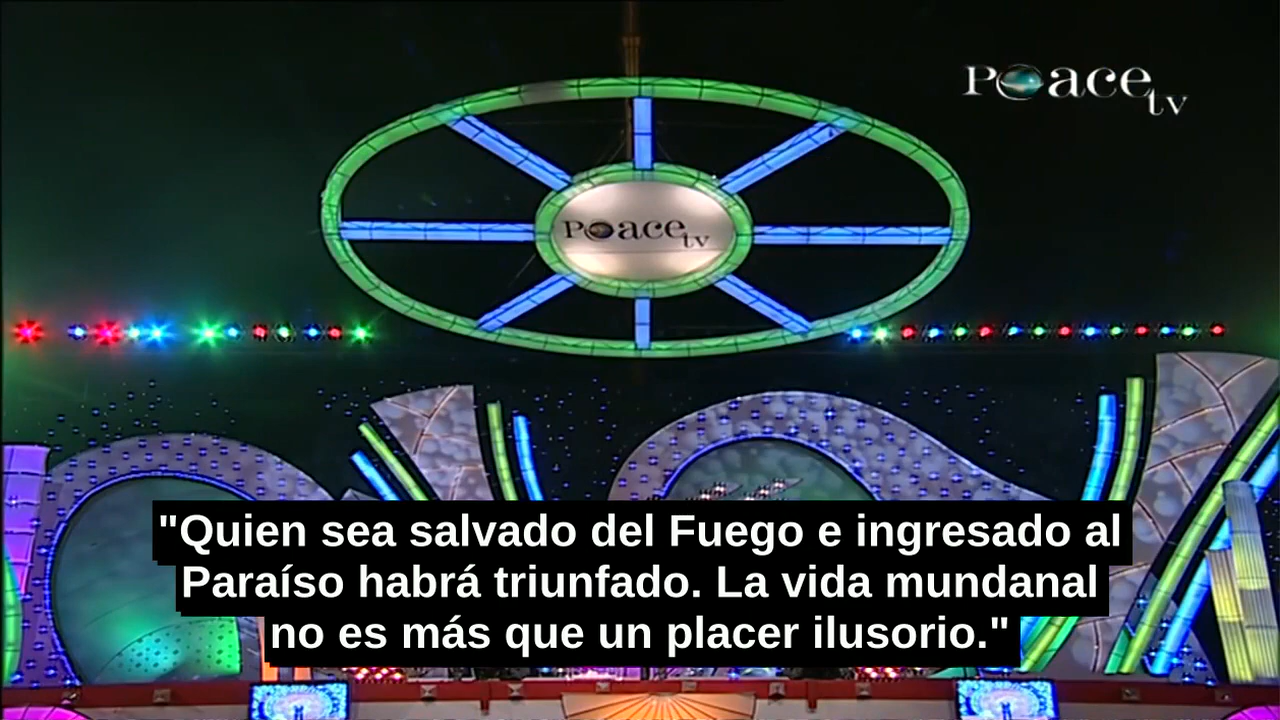 Peace tv
Peace tv
"Quien sea salvado del Fuego e ingresado al
Paraíso habrá triunfado. La vida mundanal
no es más que un placer ilusorio."